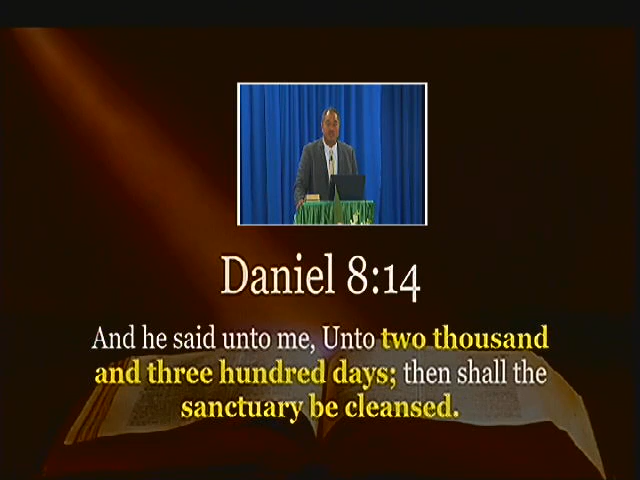 Daniel 8:14
And he said unto me, Unto two thousand
and three hundred days; then shall the
sanctuary be cleansed.